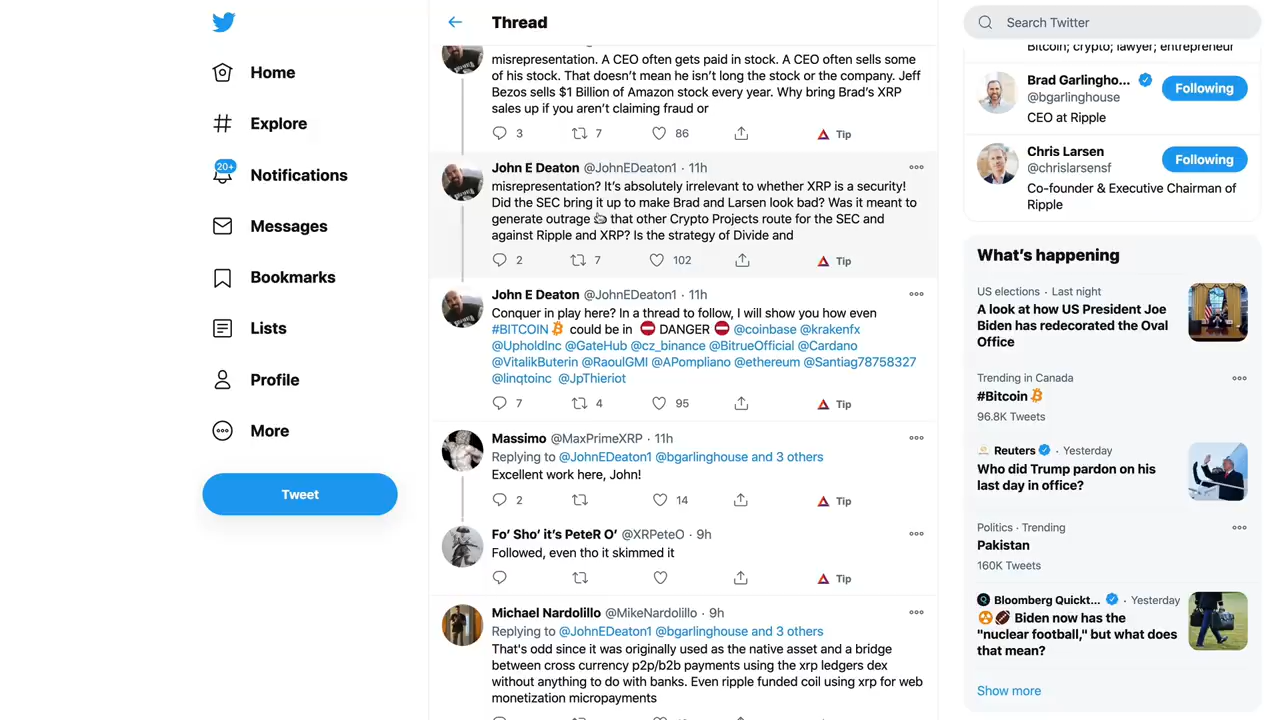 Home
Explore
20+
Notifications
Messages
Bookmarks
Lists
Profile
More
Tweet
Thread
misrepresentation. A CEO often gets paid in stock. A CEO often sells some
of his stock. That doesn’t mean he isn’t long the stock or the company. Jeff
Bezos sells $1 Billion of Amazon stock every year. Why bring Brad’s XRP
sales up if you aren’t claiming fraud or
3 7 86 Tip
John E Deaton @JohnEDeaton1 · 11h
misrepresentation? It’s absolutely irrelevant to whether XRP is a security!
Did the SEC bring it up to make Brad and Larsen look bad? Was it meant to
generate outrage so that other Crypto Projects route for the SEC and
against Ripple and XRP? Is the strategy of Divide and
2 7 102 Tip
John E Deaton @JohnEDeaton1 · 11h
Conquer in play here? In a thread to follow, I will show you how even
#BITCOIN could be in ⛔ DANGER ⛔ @coinbase @krakenfx
@UpholdInc @GateHub @cz_binance @BitrueOfficial @Cardano
@VitalikButerin @RaoulGMI @APompliano @ethereum @Santiag78758327
@linqtoinc @JpThieriot
7 4 95 Tip
Massimo @MaxPrimeXRP · 11h
Replying to @JohnEDeaton1 @bgarlinghouse and 3 others
Excellent work here, John!
2 14 Tip
Fo’ Sho’ it’s PeteR O’ @XRPeteO · 9h
Followed, even tho it skimmed it
Tip
Michael Nardolillo @MikeNardolillo · 9h
Replying to @JohnEDeaton1 @bgarlinghouse and 3 others
That's odd since it was originally used as the native asset and a bridge
between cross currency p2p/b2b payments using the xrp ledgers dex
without anything to do with banks. Even ripple funded coil using xrp for web
monetization micropayments
Search Twitter
Bitcoin; crypto; lawyer; entrepreneur
Brad Garlingho...
@bgarlinghouse
Following
CEO at Ripple
Chris Larsen
@chrislarsensf
Following
Co-founder & Executive Chairman of
Ripple
What’s happening
US elections · Last night
A look at how US President Joe
Biden has redecorated the Oval
Office
Trending in Canada
#Bitcoin
96.8K Tweets
Reuters · Yesterday
Who did Trump pardon on his
last day in office?
Politics · Trending
Pakistan
160K Tweets
Bloomberg Quickt... · Yesterday
☢️🏈 Biden now has the
"nuclear football," but what does
that mean?
Show more